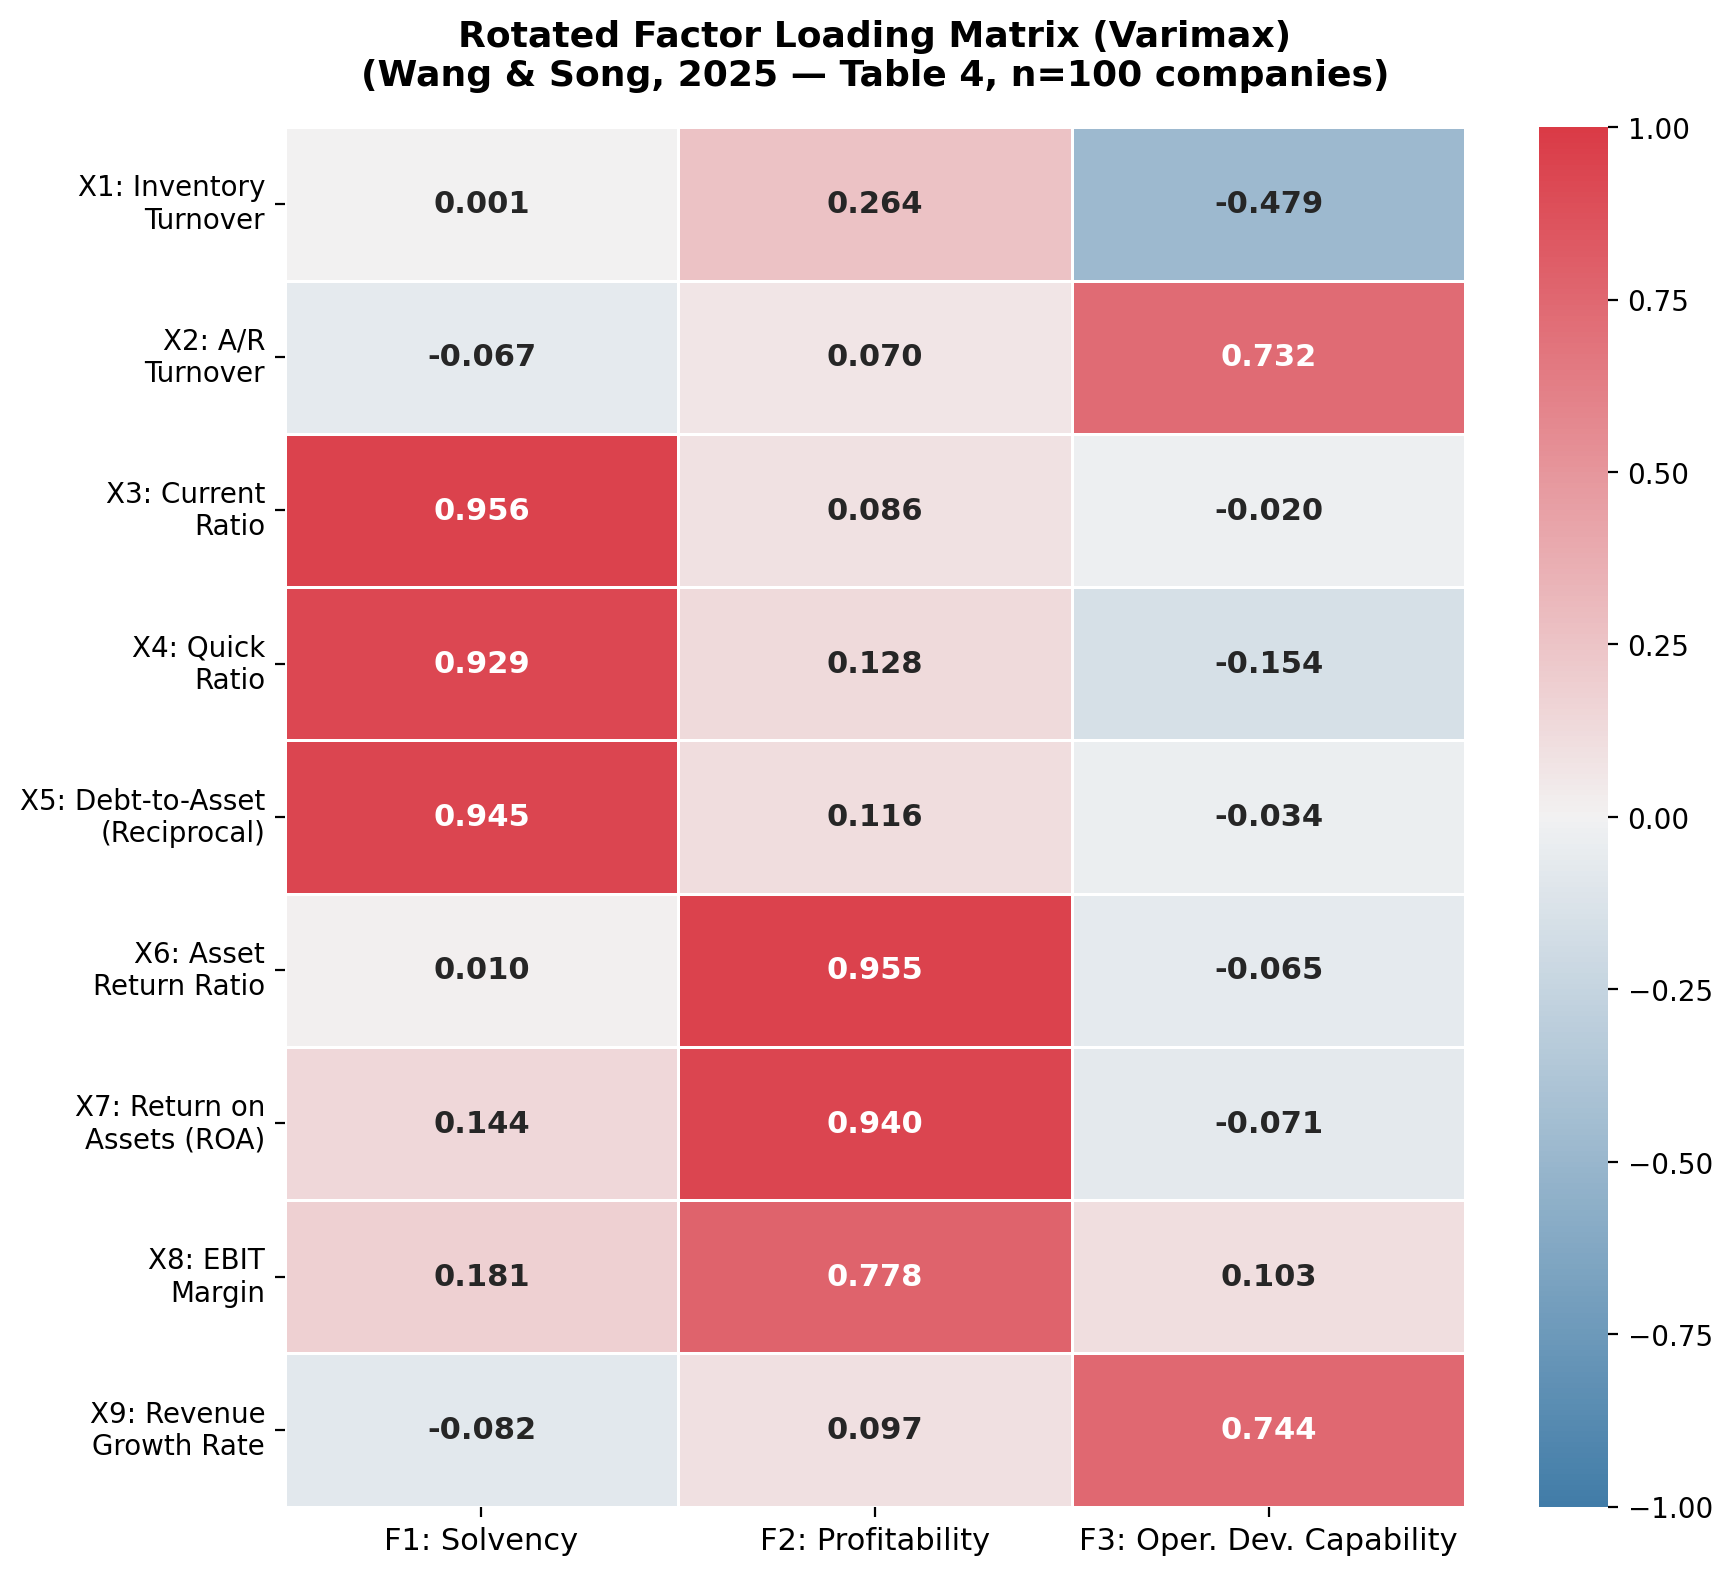 Rotated Factor Loading Matrix (Varimax)
(Wang & Song, 2025 — Table 4, n=100 companies)
X1: Inventory
Turnover
0.001
0.264
-0.479
X2: A/R
Turnover
-0.067
0.070
0.732
X3: Current
Ratio
0.956
0.086
-0.020
X4: Quick
Ratio
0.929
0.128
-0.154
X5: Debt-to-Asset
(Reciprocal)
0.945
0.116
-0.034
X6: Asset
Return Ratio
0.010
0.955
-0.065
X7: Return on
Assets (ROA)
0.144
0.940
-0.071
X8: EBIT
Margin
0.181
0.778
0.103
X9: Revenue
Growth Rate
-0.082
0.097
0.744
F1: Solvency
F2: Profitability
F3: Oper. Dev. Capability
1.00
0.75
0.50
0.25
0.00
−0.25
−0.50
−0.75
−1.00